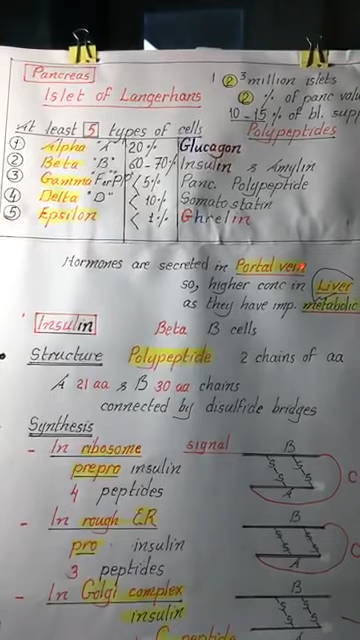 Pancreas
1 ② 3 million islets
Islet of Langerhans
② % of panc
10 - 15 % of bl.
At least 5 types of cells
Polypeptides
① Alpha "A" 20 % Glucagon
② Beta "B" 60 - 70 % Insulin & Amylin
③ Gamma "F or PP" < 5 % Panc. Polypeptide
④ Delta "D" < 10 % Somatostatin
⑤ Epsilon < 1 % Ghrelin
Hormones are secreted in Portal vein
so, higher conc in Liver
as they have imp. metabolic
Insulin Beta B cells
• Structure Polypeptide 2 chains of aa
A 21 aa & B 30 aa chains
connected by disulfide bridges
Synthesis
- In ribosome signal B
prepro insulin S S S S
4 peptides A C
- In rough ER B
pro insulin S S S S
3 peptides A
- In Golgi complex B
insulin